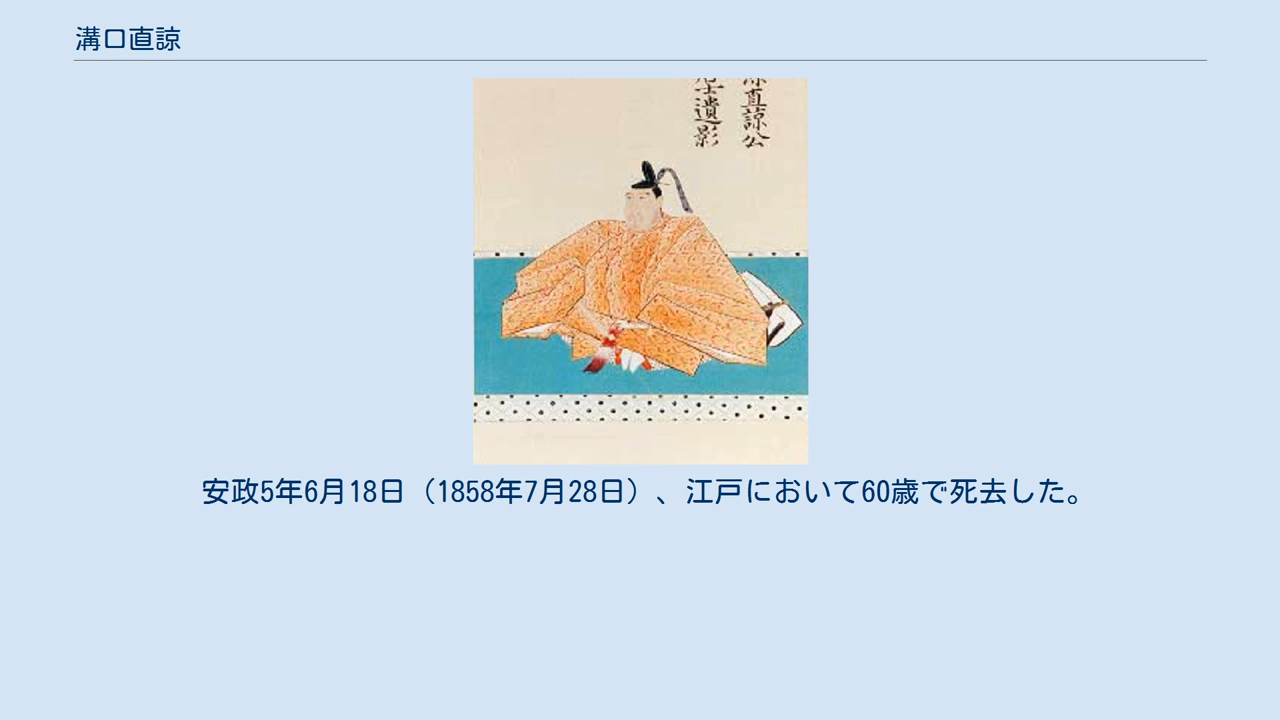 溝口直諒
直諒公
士遺影
安政5年6月18日（1858年7月28日）、江戸において60歳で死去した。